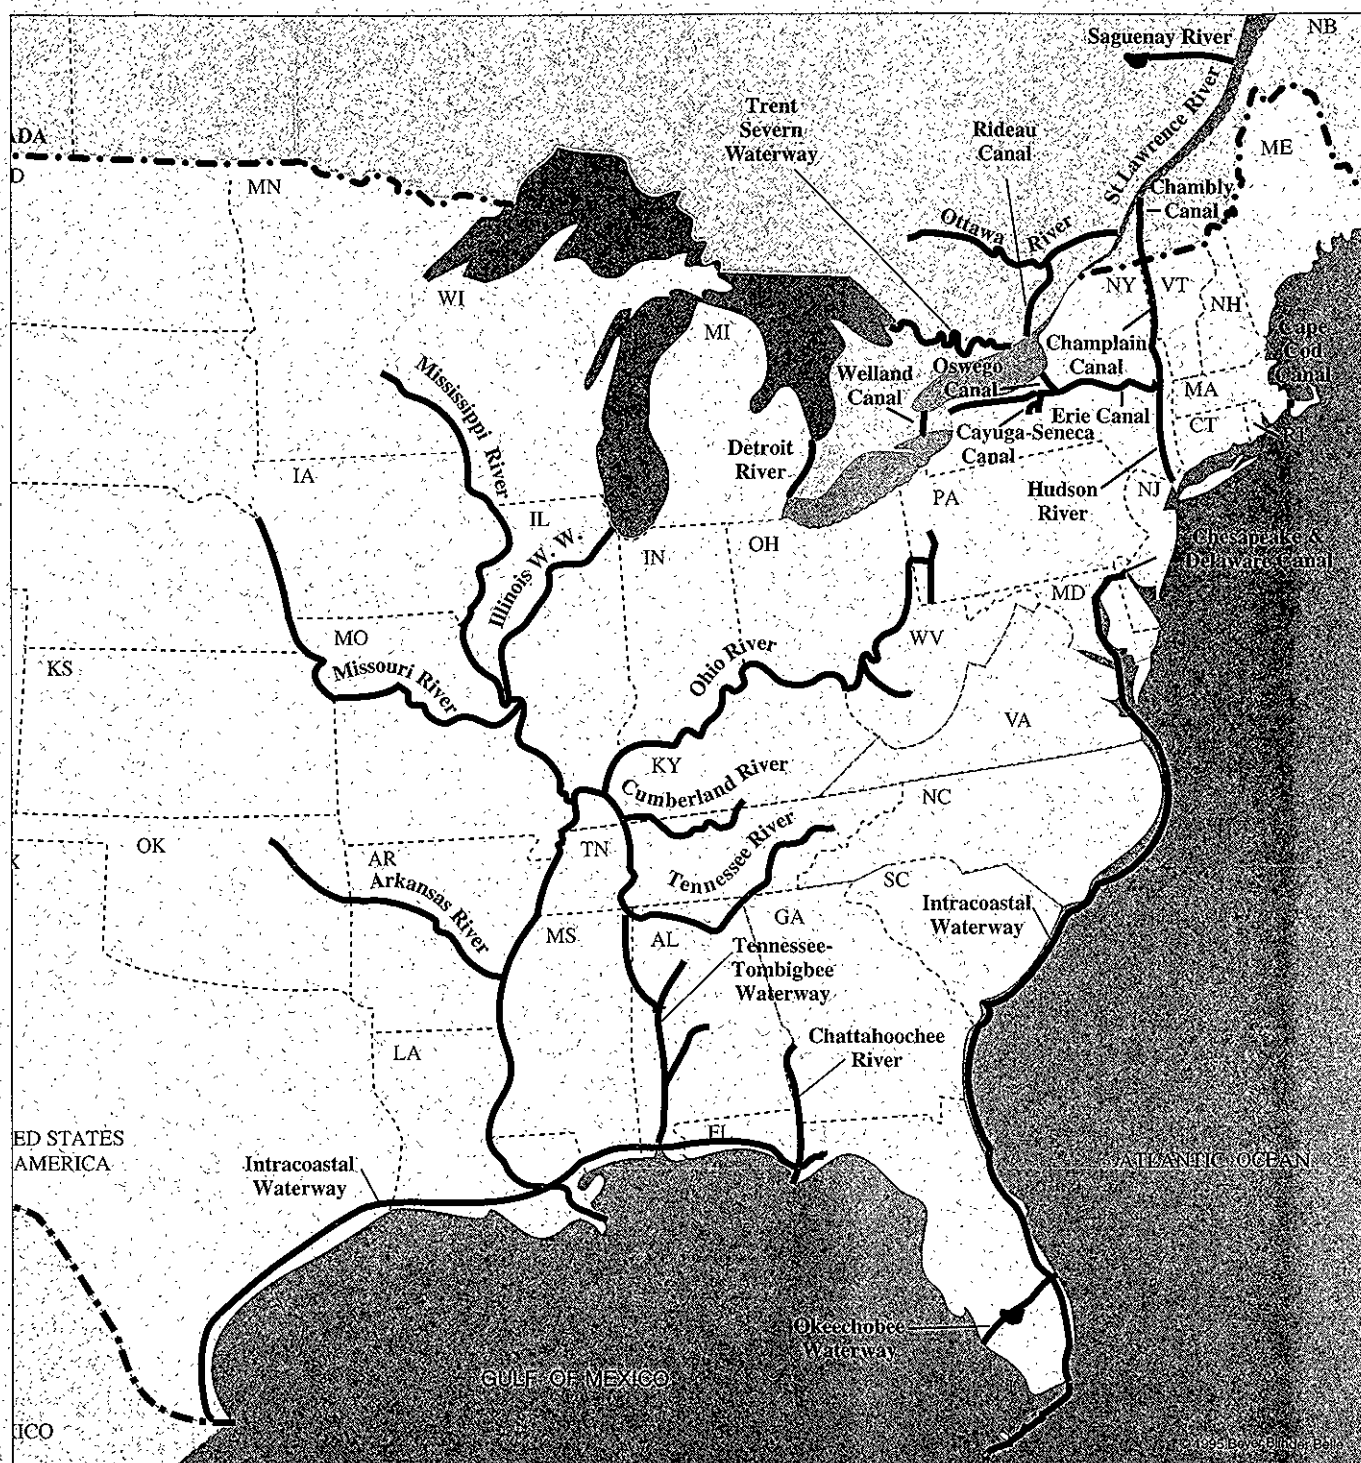 Saguenay River
NB
St Lawrence River
Trent
Severn
Waterway
Rideau
Canal
ADA
D
MN
ME
Chambly
Canal
Ottawa River
WI
MI
NY
VT
NH
Cape
Cod
Canal
Mississippi River
Welland
Canal
Oswego
Canal
Champlain
Canal
MA
CT
RI
Erie Canal
Cayuga-Seneca
Canal
Detroit
River
IA
IL
Illinois W. W.
IN
OH
PA
Hudson
River
NJ
Chesapeake &
Delaware Canal
MD
WV
MO
KS
Missouri River
Ohio River
VA
KY
Cumberland River
NC
OK
AR
Arkansas River
TN
Tennessee River
SC
Intracoastal
Waterway
GA
MS
AL
Tennessee-
Tombigbee
Waterway
LA
Chattahoochee
River
FL
ED STATES
AMERICA
Intracoastal
Waterway
ATLANTIC OCEAN
Okeechobee
Waterway
GULF OF MEXICO
ICO
1995